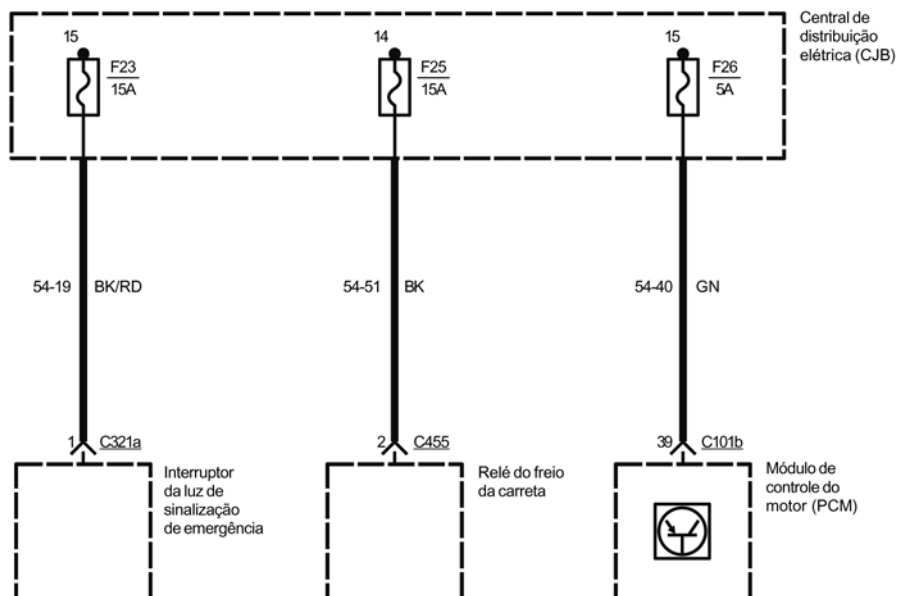 Central de
distribuição
elétrica (CJB)
15
F23
15A
14
F25
15A
15
F26
5A
54-19 BK/RD
54-51 BK
54-40 GN
1 C321a
2 C455
39 C101b
Interruptor
da luz de
sinalização
de emergência
Relé do freio
da carreta
Módulo de
controle do
motor (PCM)